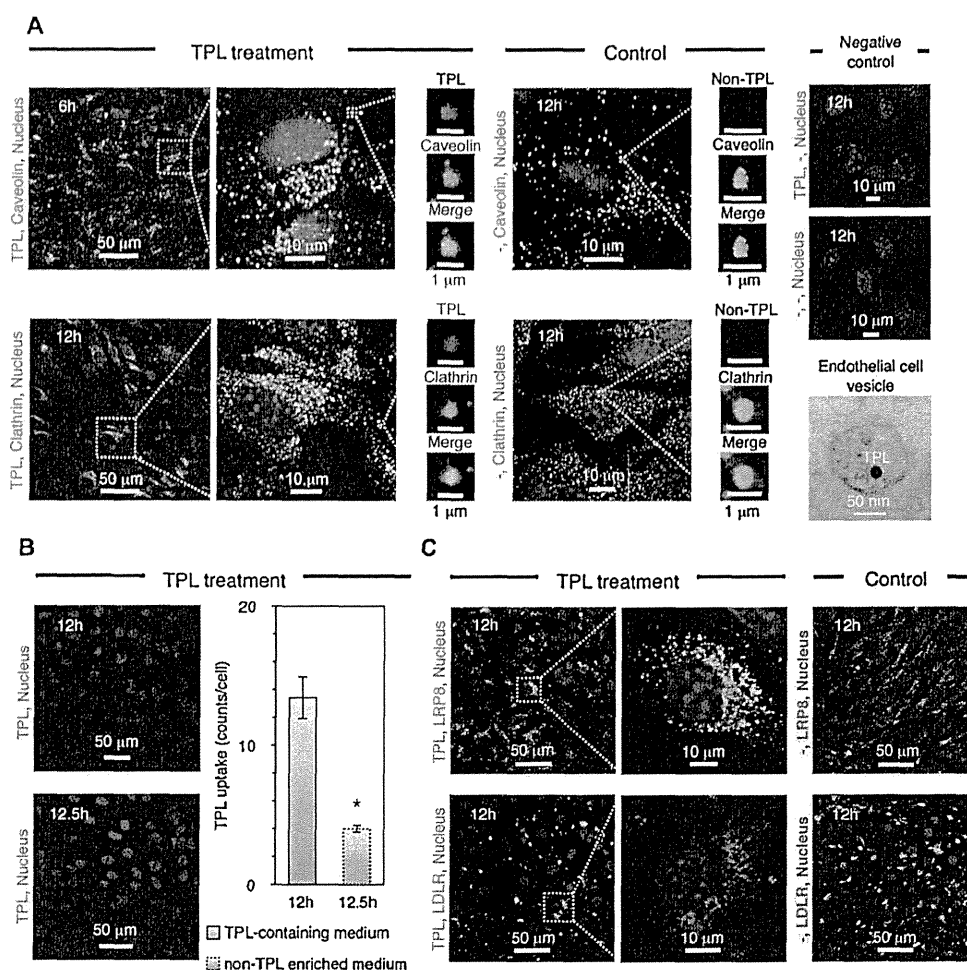 A
TPL treatment
Control
Negative
control
TPL, Caveolin, Nucleus
6h
50 μm
10 μm
TPL
Caveolin
Merge
1 μm
-, Caveolin, Nucleus
12h
10 μm
Non-TPL
Caveolin
Merge
1 μm
TPL, -, Nucleus
12h
10 μm
-, -, Nucleus
12h
10 μm
TPL, Clathrin, Nucleus
12h
50 μm
10 μm
TPL
Clathrin
Merge
1 μm
-, Clathrin, Nucleus
12h
10 μm
Non-TPL
Clathrin
Merge
1 μm
Endothelial cell
vesicle
TPL
50 nm
B
TPL treatment
TPL, Nucleus
12h
50 μm
TPL, Nucleus
12.5h
50 μm
TPL uptake (counts/cell)
20
10
0
*
12h
12.5h
TPL-containing medium
non-TPL enriched medium
C
TPL treatment
Control
TPL, LRP8, Nucleus
12h
50 μm
10 μm
-, LRP8, Nucleus
12h
50 μm
TPL, LDLR, Nucleus
12h
50 μm
10 μm
-, LDLR, Nucleus
12h
50 μm